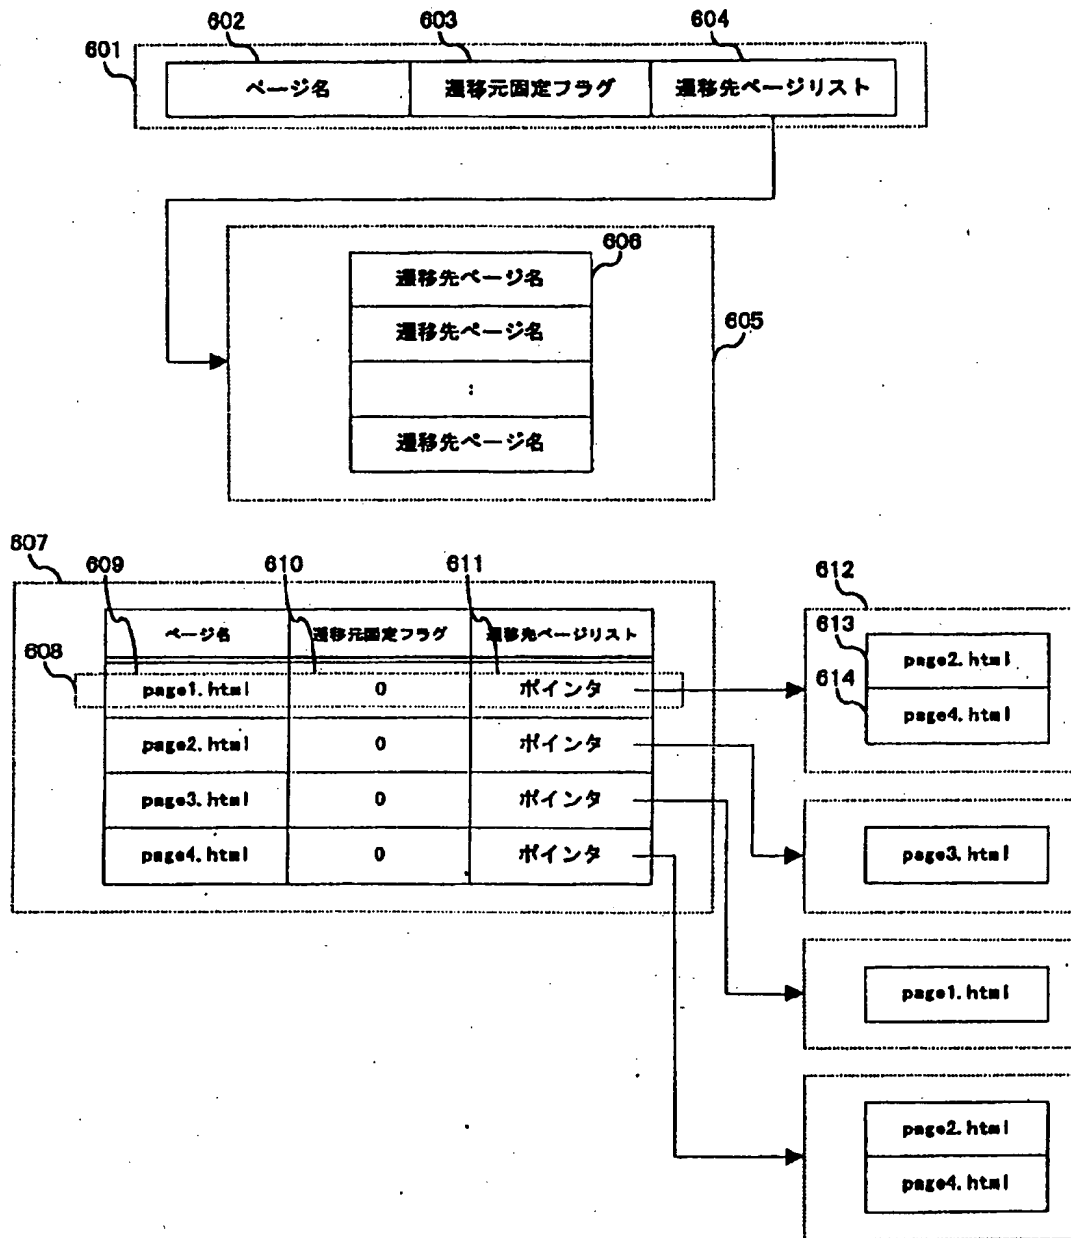 602
603
604
601
ページ名
遷移元固定フラグ
遷移先ページリスト
606
遷移先ページ名
遷移先ページ名
:
遷移先ページ名
605
607
609
610
611
ページ名
遷移元固定フラグ
遷移先ページリスト
608
page1.html
0
ポインタ
page2.html
0
ポインタ
page3.html
0
ポインタ
page4.html
0
ポインタ
612
613
page2.html
614
page4.html
page3.html
page1.html
page2.html
page4.html